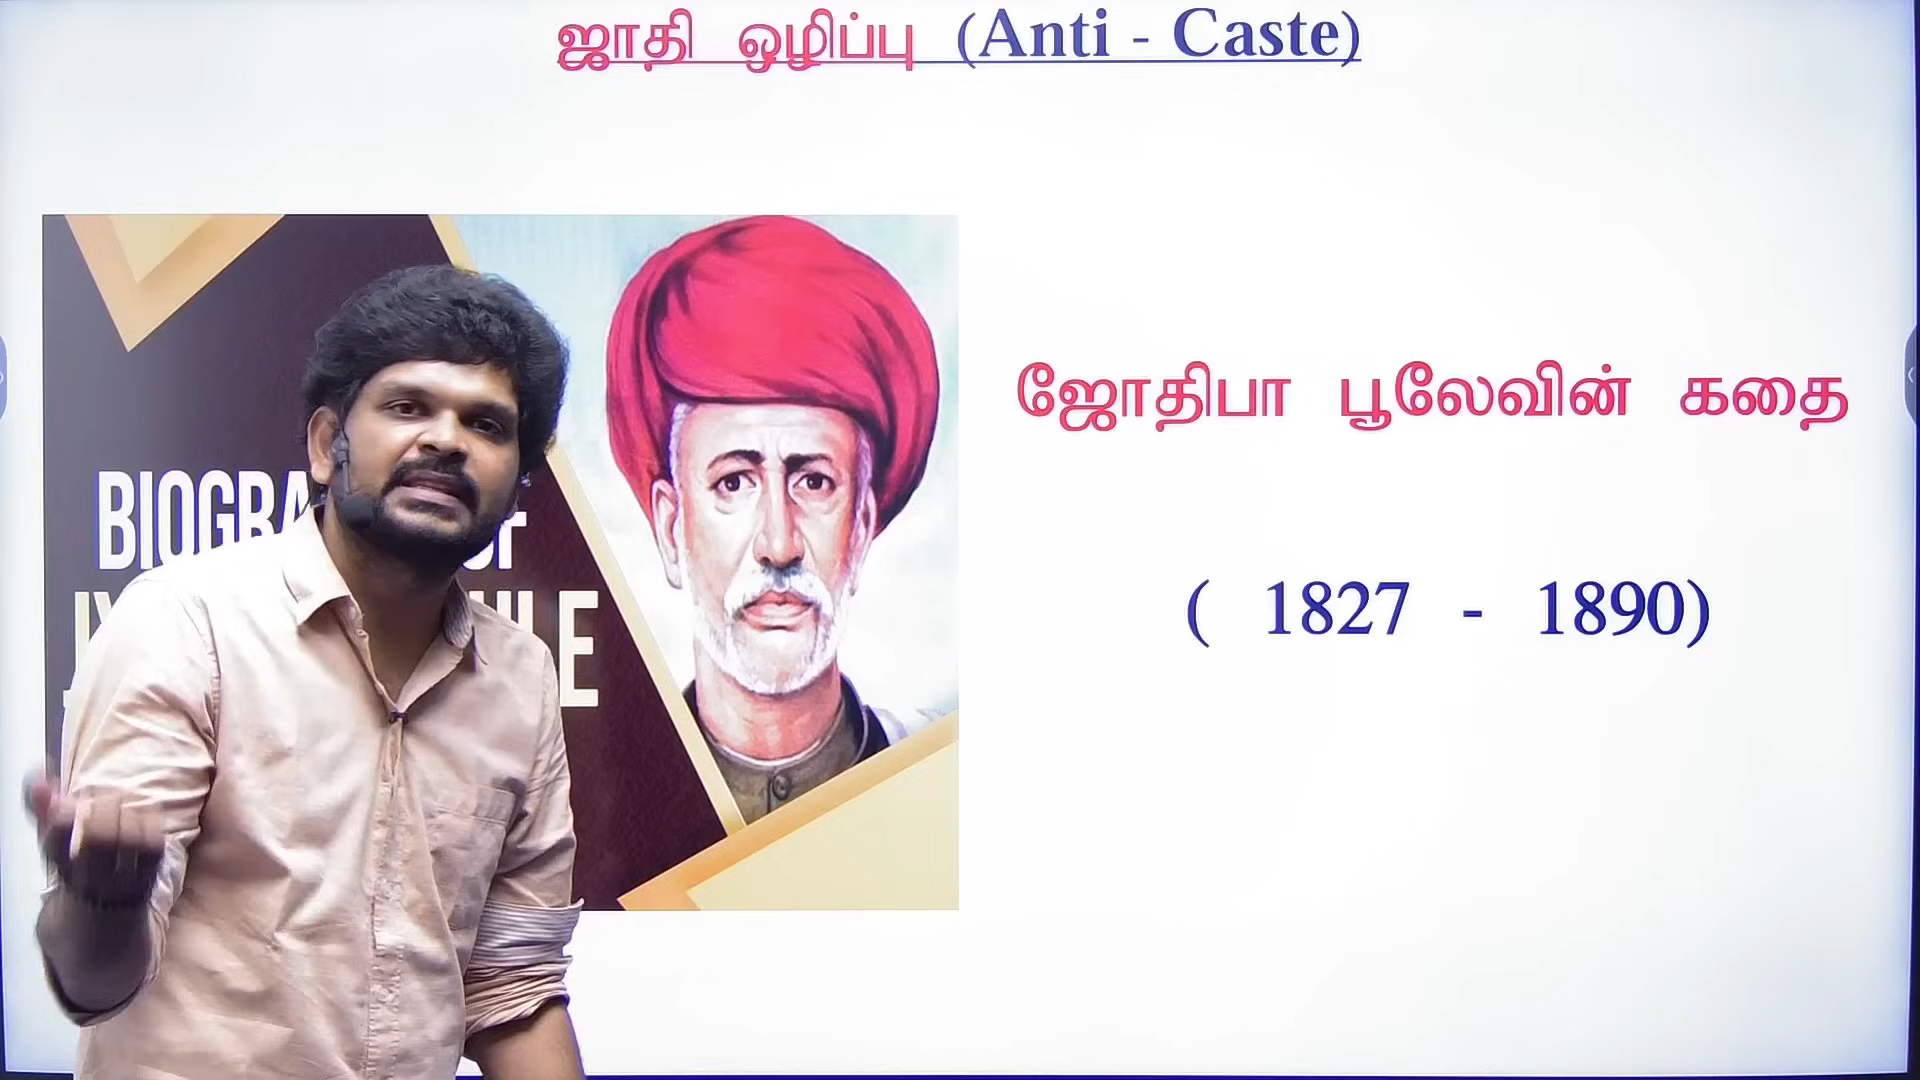 ஜாதி ஒழிப்பு (Anti - Caste)
ஜோதிபா பூலேவின் கதை
( 1827 - 1890)